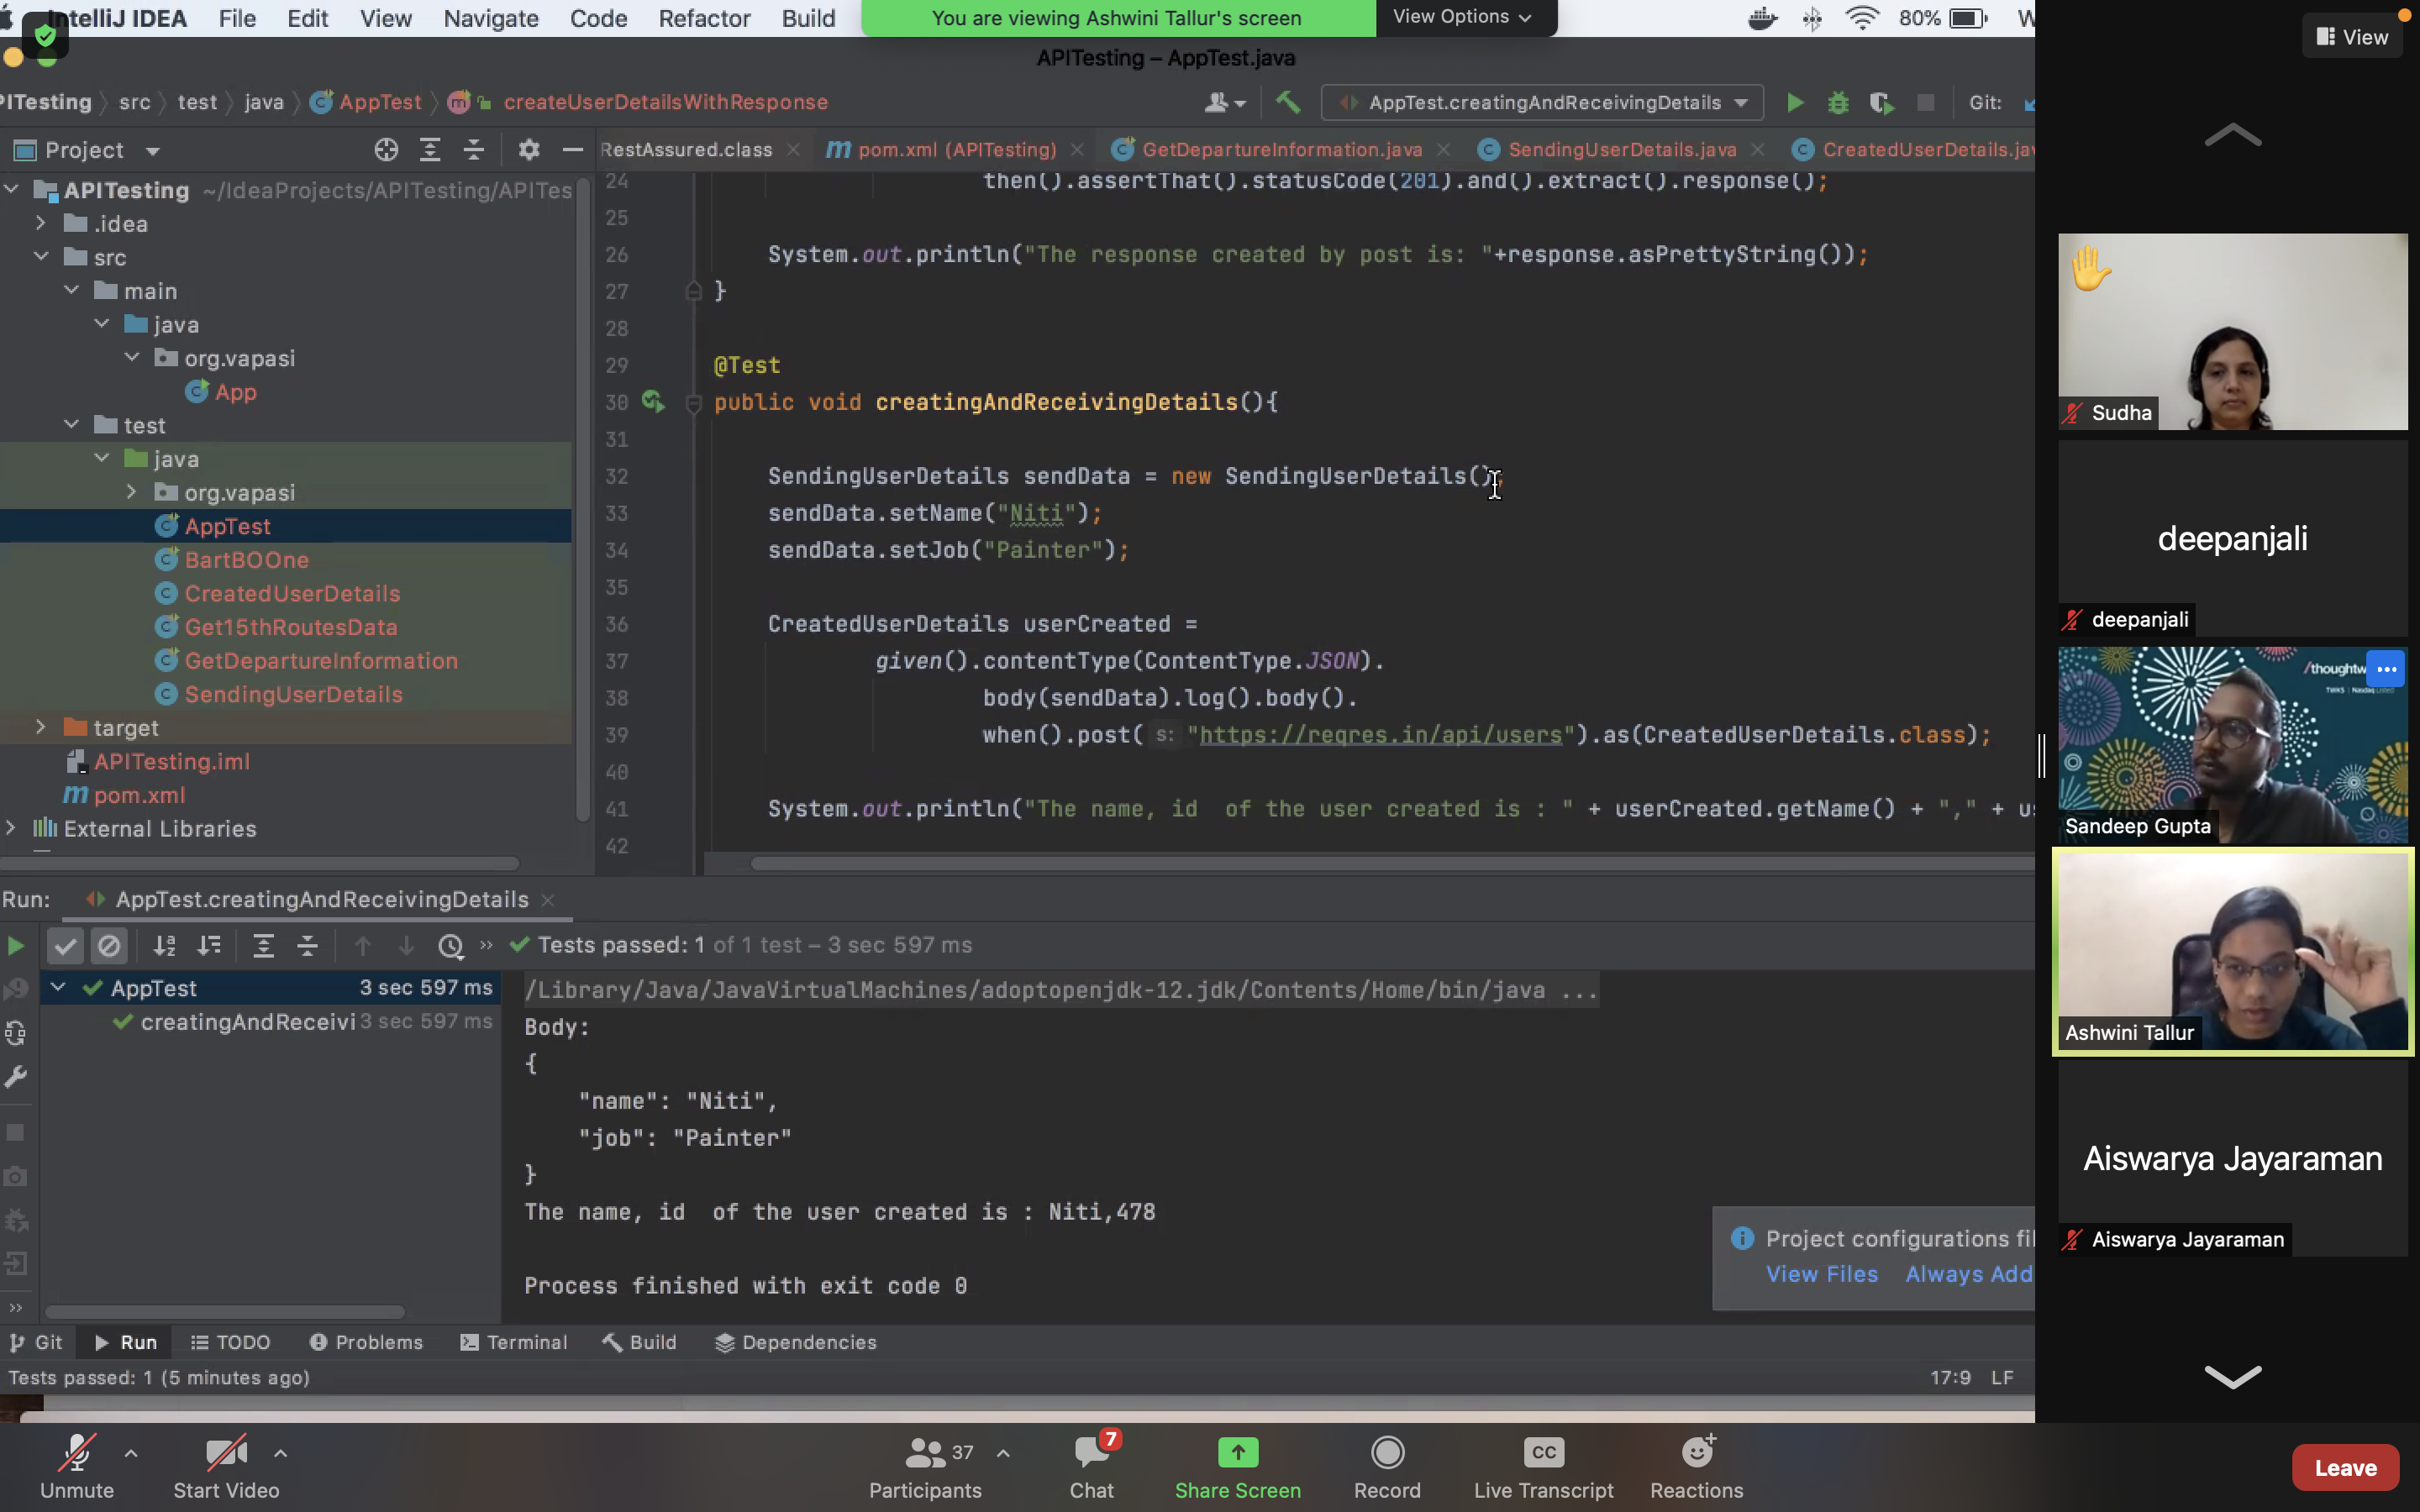 IntelliJ IDEA File Edit View Navigate Code Refactor Build
You are viewing Ashwini Tallur's screen
View Options
80%
View
APITesting – AppTest.java
PITesting src test java AppTest createUserDetailsWithResponse
AppTest.creatingAndReceivingDetails
Git:
Project
RestAssured.class
pom.xml (APITesting)
GetDepartureInformation.java
SendingUserDetails.java
CreatedUserDetails.jav
APITesting ~/IdeaProjects/APITesting/APITes
.idea
src
main
java
org.vapasi
App
test
java
org.vapasi
AppTest
BartBOOne
CreatedUserDetails
Get15thRoutesData
GetDepartureInformation
SendingUserDetails
target
APITesting.iml
pom.xml
External Libraries
24 then().assertThat().statusCode(201).and().extract().response();
25
26 System.out.println("The response created by post is: "+response.asPrettyString());
27 }
28
29 @Test
30 public void creatingAndReceivingDetails(){
31
32 SendingUserDetails sendData = new SendingUserDetails();
33 sendData.setName("Niti");
34 sendData.setJob("Painter");
35
36 CreatedUserDetails userCreated =
37 given().contentType(ContentType.JSON).
38 body(sendData).log().body().
39 when().post( s: "https://reqres.in/api/users").as(CreatedUserDetails.class);
40
41 System.out.println("The name, id  of the user created is : " + userCreated.getName() + "," + us
42
Run: AppTest.creatingAndReceivingDetails
Tests passed: 1 of 1 test – 3 sec 597 ms
AppTest 3 sec 597 ms
creatingAndReceivi 3 sec 597 ms
/Library/Java/JavaVirtualMachines/adoptopenjdk-12.jdk/Contents/Home/bin/java ...
Body:
{
"name": "Niti",
"job": "Painter"
}
The name, id  of the user created is : Niti,478
Process finished with exit code 0
Project configurations fil
View Files Always Add
Git Run TODO Problems Terminal Build Dependencies
Tests passed: 1 (5 minutes ago)
17:9 LF
Sudha
deepanjali
deepanjali
/thoughtw
Sandeep Gupta
Ashwini Tallur
Aiswarya Jayaraman
Aiswarya Jayaraman
Unmute
Start Video
37
Participants
7
Chat
Share Screen
Record
CC
Live Transcript
Reactions
Leave